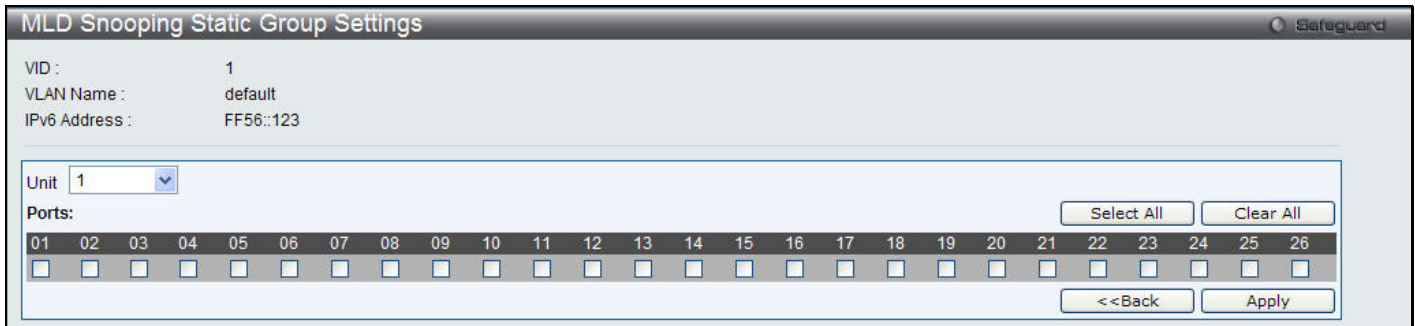 MLD Snooping Static Group Settings Safeguard
VID : 1
VLAN Name : default
IPv6 Address : FF56::123
Unit 1
Ports: Select All Clear All
01 02 03 04 05 06 07 08 09 10 11 12 13 14 15 16 17 18 19 20 21 22 23 24 25 26
<<Back Apply